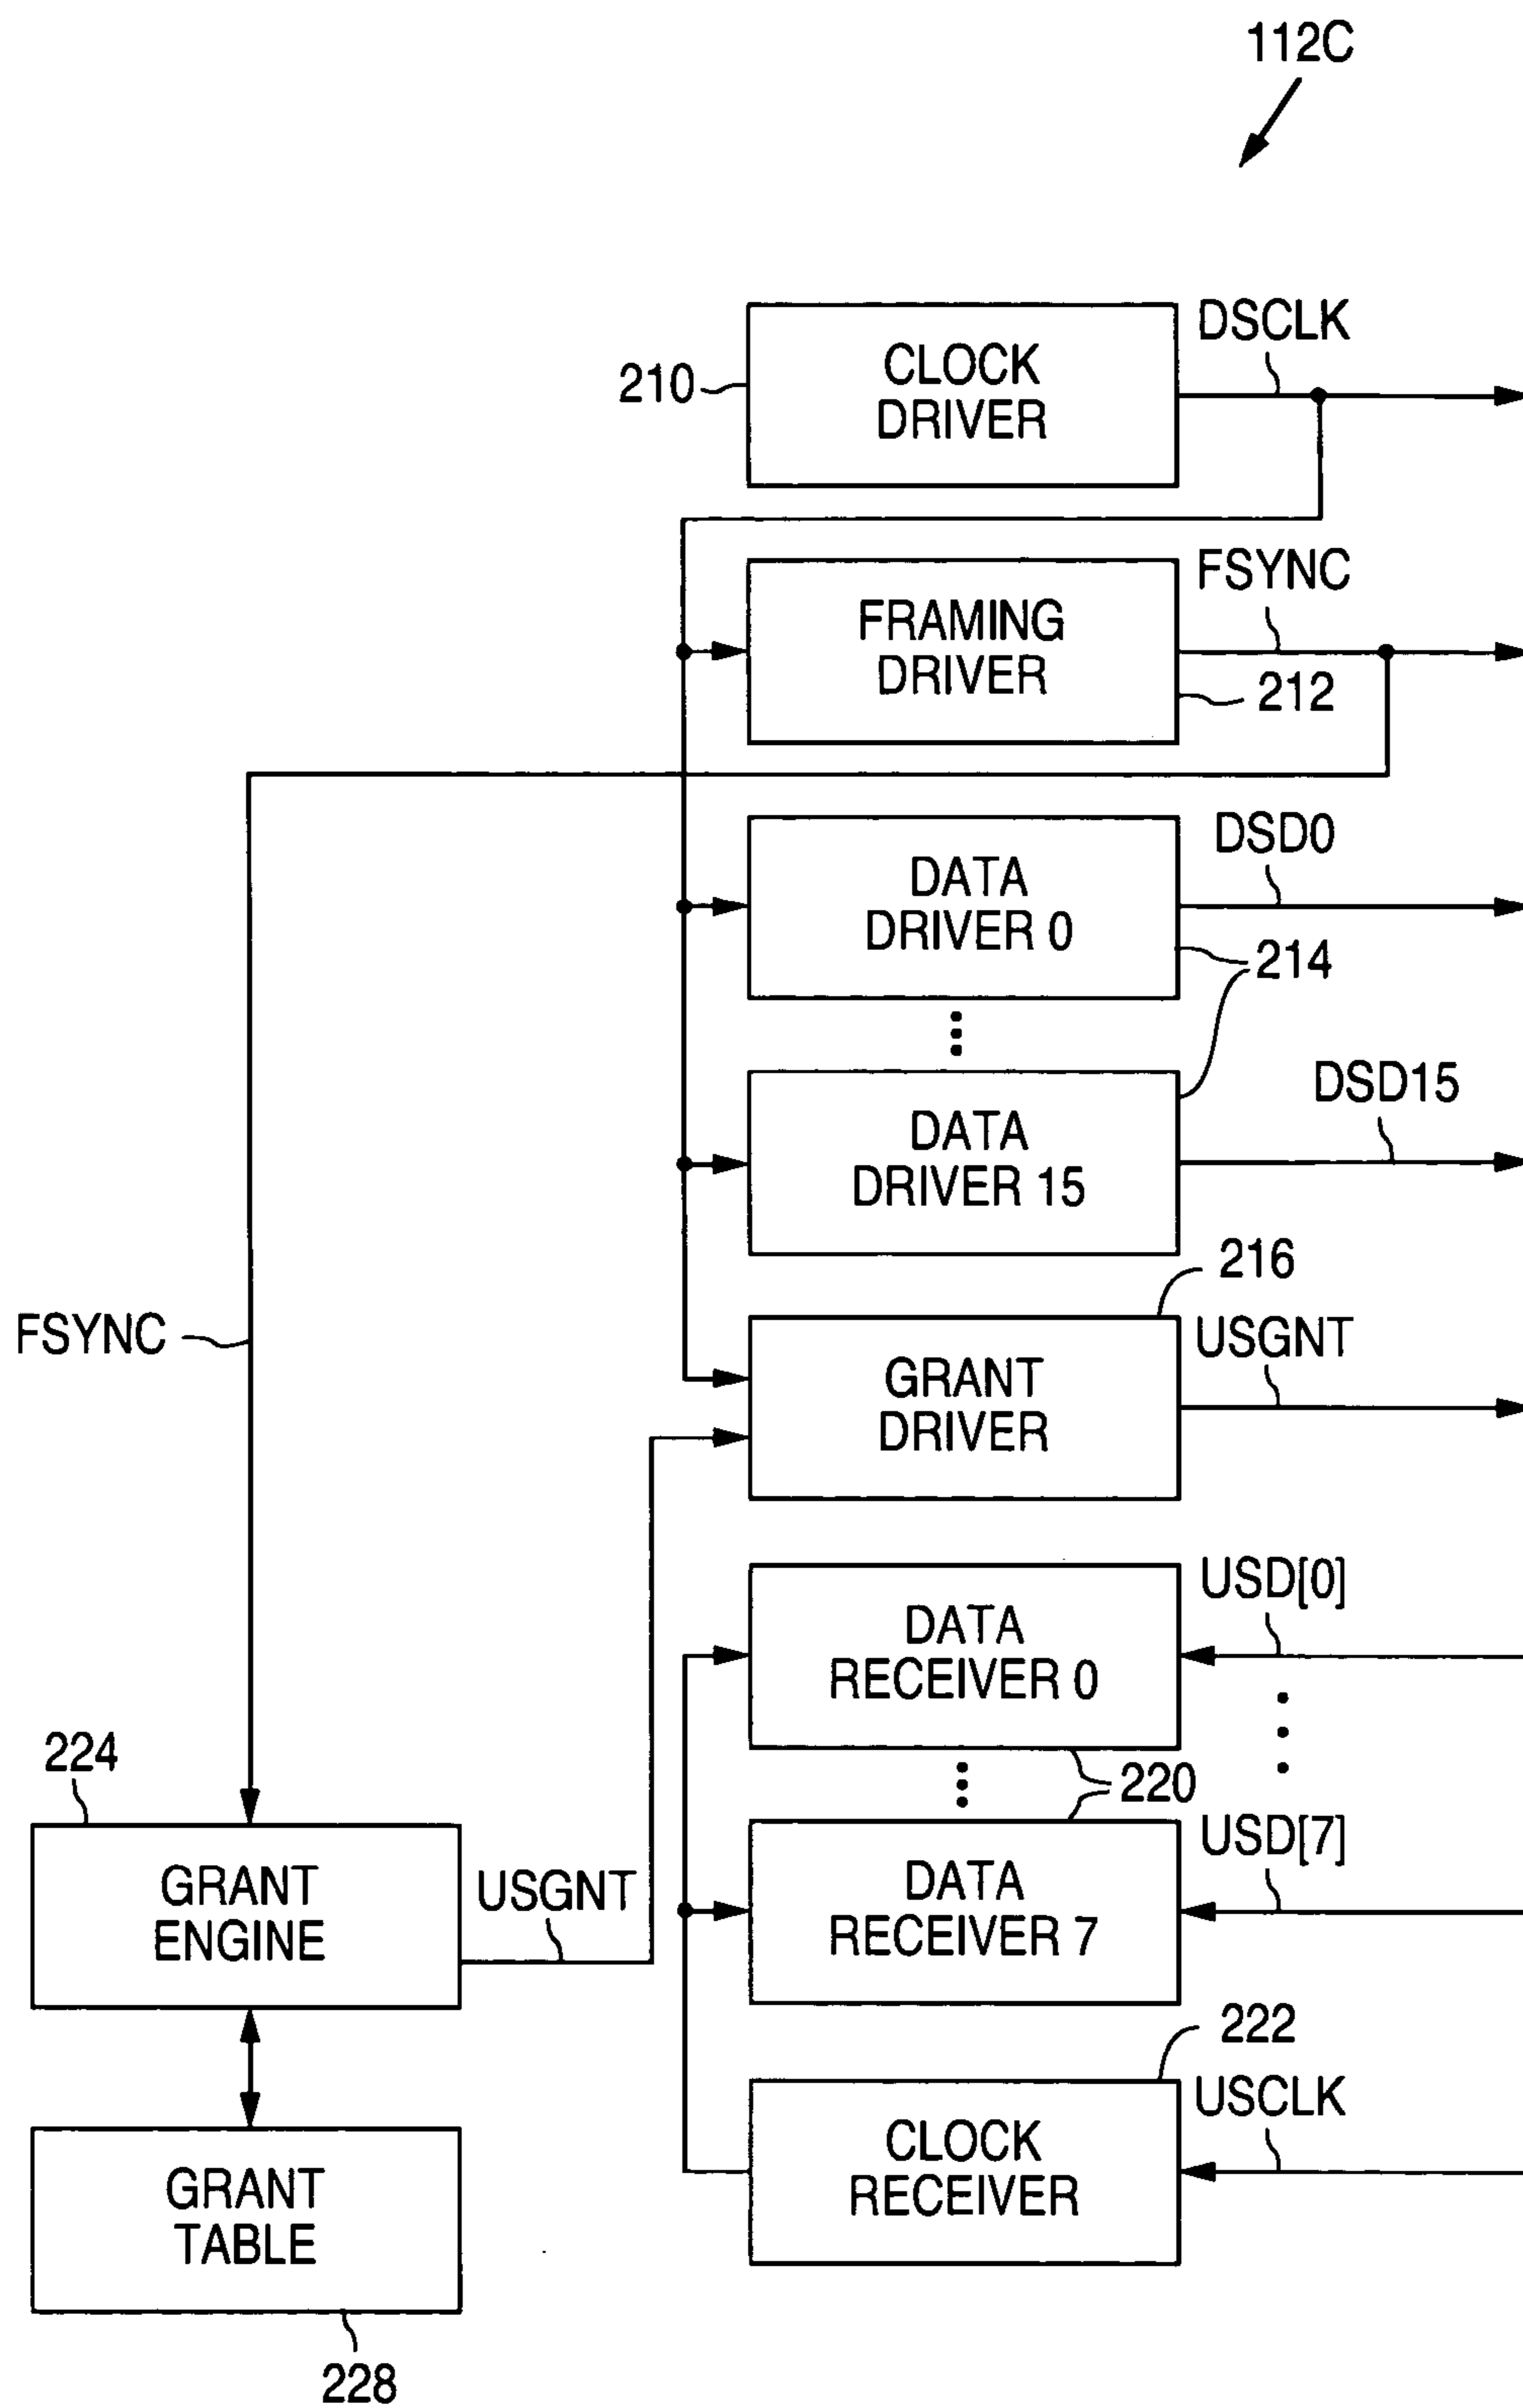 112C
DSCLK
210
CLOCK
DRIVER
FSYNC
FRAMING
DRIVER
212
DSD0
DATA
DRIVER 0
214
DSD15
DATA
DRIVER 15
216
FSYNC
USGNT
GRANT
DRIVER
USD[0]
DATA
RECEIVER 0
224
220
USD[7]
GRANT
ENGINE
USGNT
DATA
RECEIVER 7
222
USCLK
GRANT
TABLE
CLOCK
RECEIVER
228